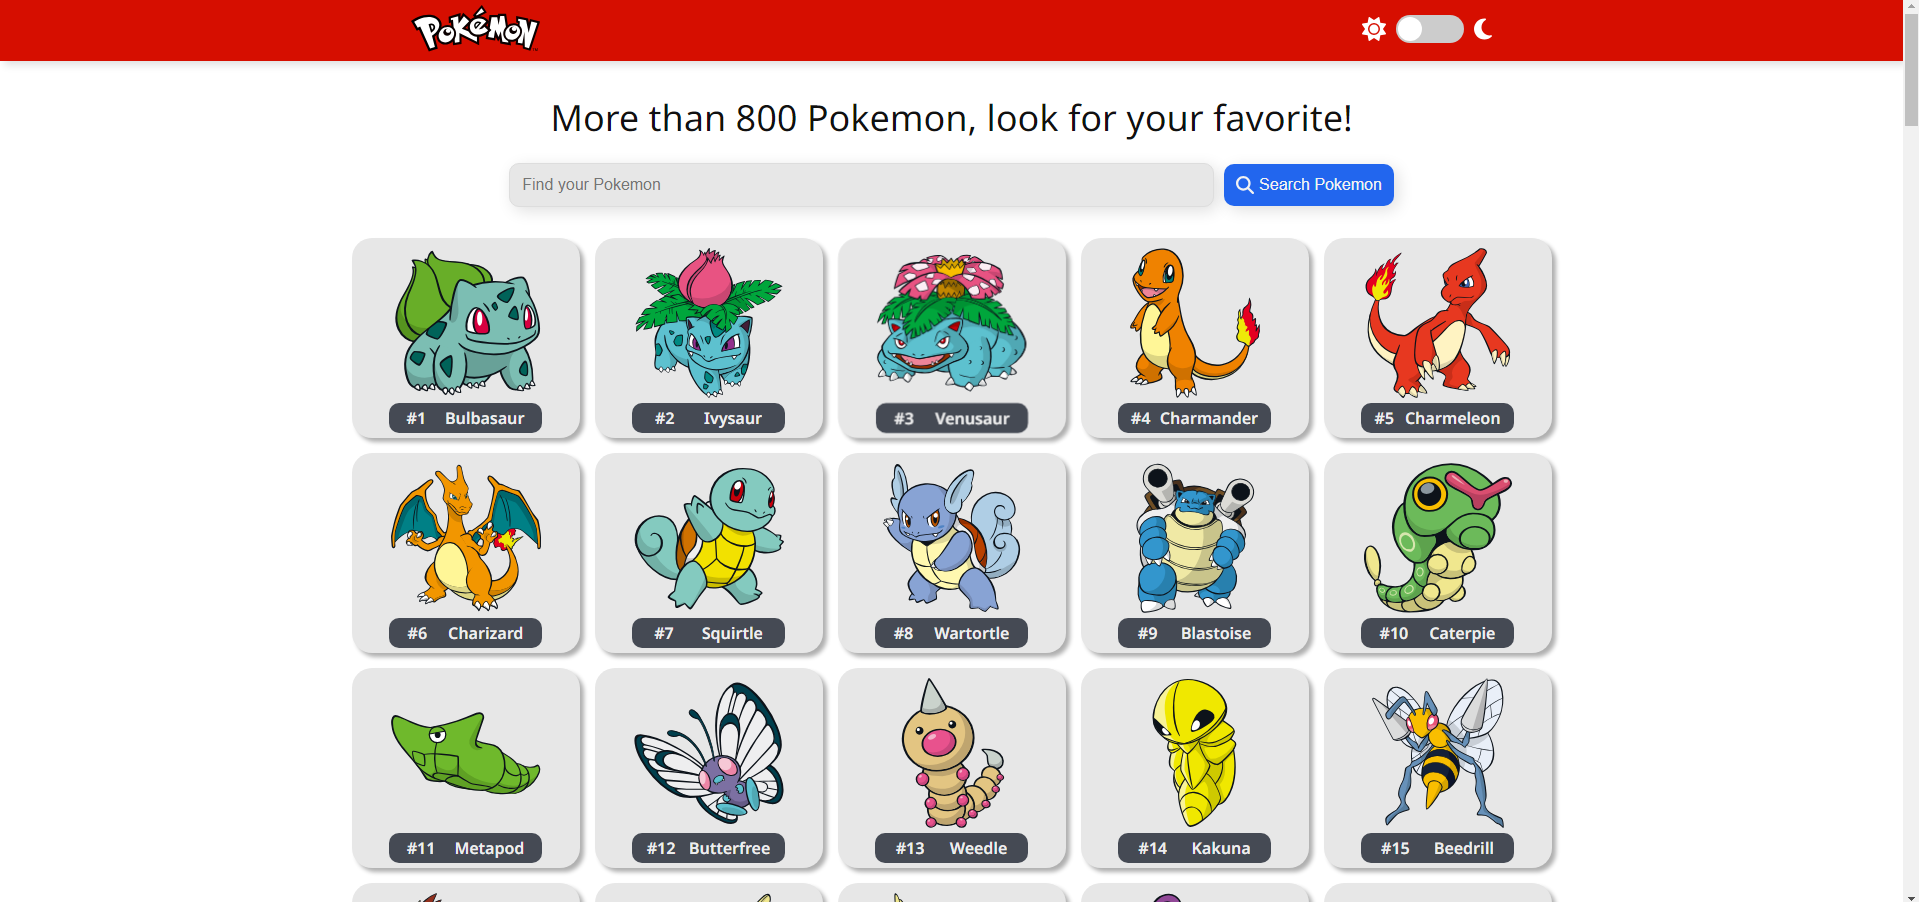 POKÉMON
More than 800 Pokemon, look for your favorite!
Find your Pokemon
Search Pokemon
#1 Bulbasaur
#2 Ivysaur
#3 Venusaur
#4 Charmander
#5 Charmeleon
#6 Charizard
#7 Squirtle
#8 Wartortle
#9 Blastoise
#10 Caterpie
#11 Metapod
#12 Butterfree
#13 Weedle
#14 Kakuna
#15 Beedrill